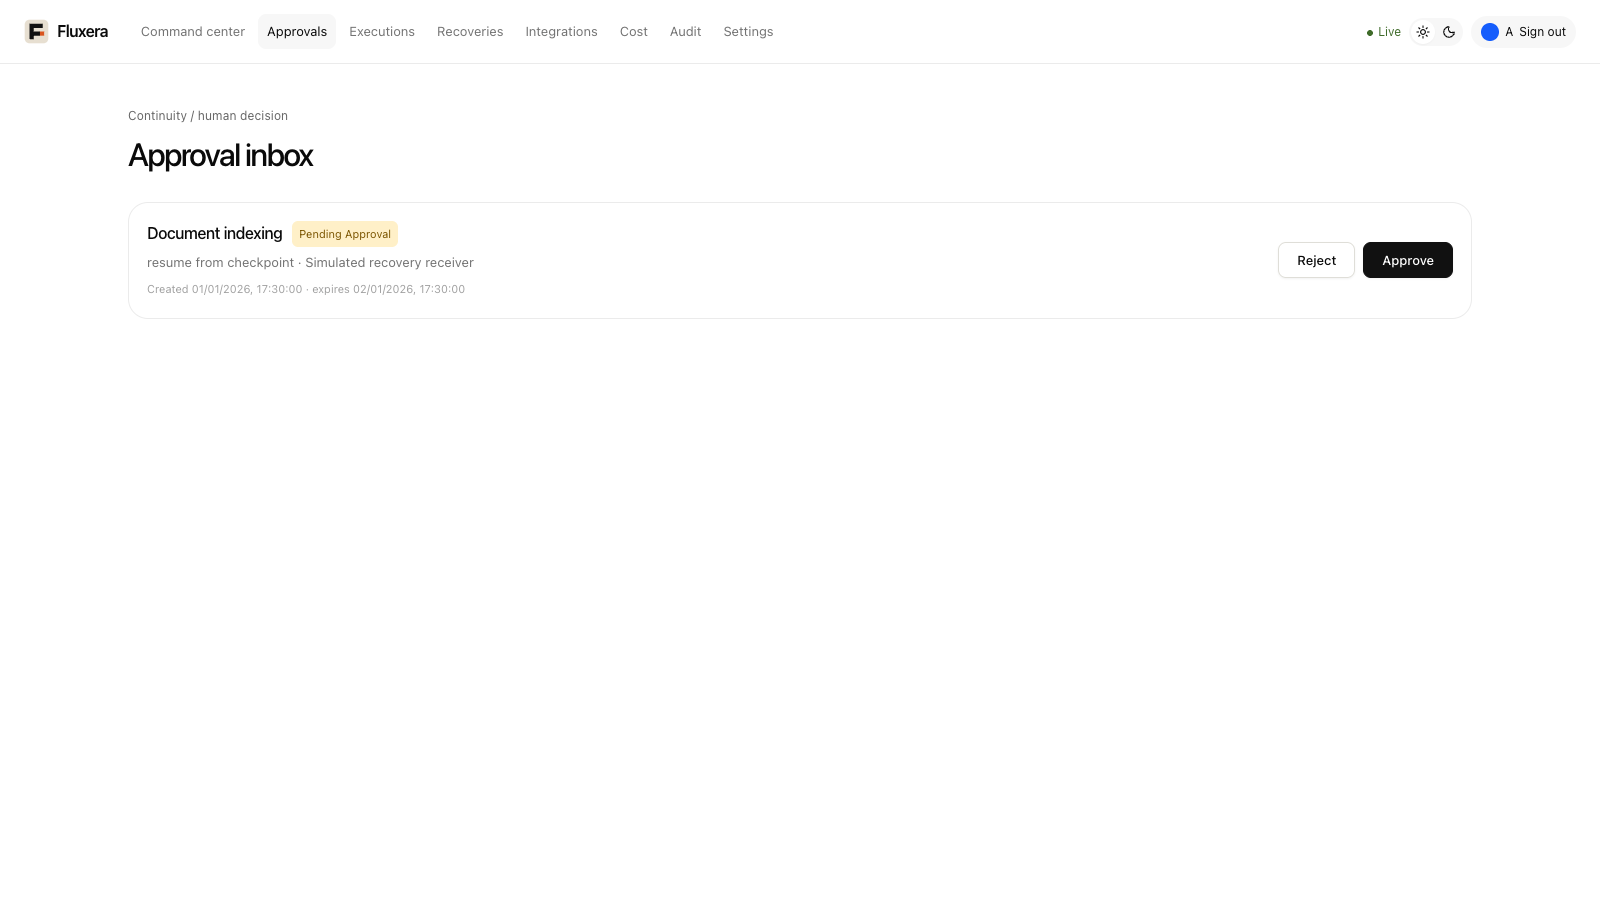 Fluxera Command center Approvals Executions Recoveries Integrations Cost Audit Settings Live A Sign out
Continuity / human decision
Approval inbox
Document indexing Pending Approval
resume from checkpoint · Simulated recovery receiver
Created 01/01/2026, 17:30:00 · expires 02/01/2026, 17:30:00
Reject Approve